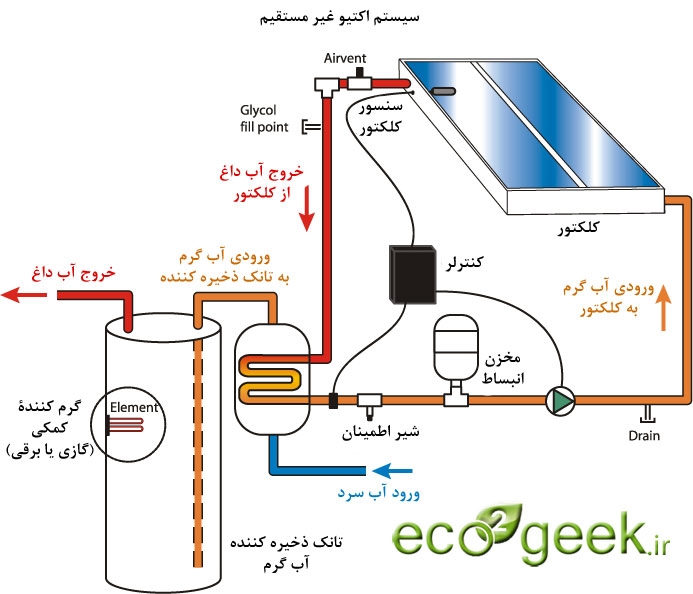 سیستم اکتیو غیر مستقیم
Airvent
سنسور
کلکتور
Glycol
fill point
خروج آب داغ
از کلکتور
کلکتور
کنترلر
ورودی آب گرم
به تانک ذخیره کننده
خروج آب داغ
ورودی آب گرم
به کلکتور
مخزن
انبساط
گرم کنندۀ
کمکی
(گازی یا برقی)
Element
شیر اطمینان
Drain
ورود آب سرد
تانک ذخیره کننده
آب گرم
eco2geek.ir